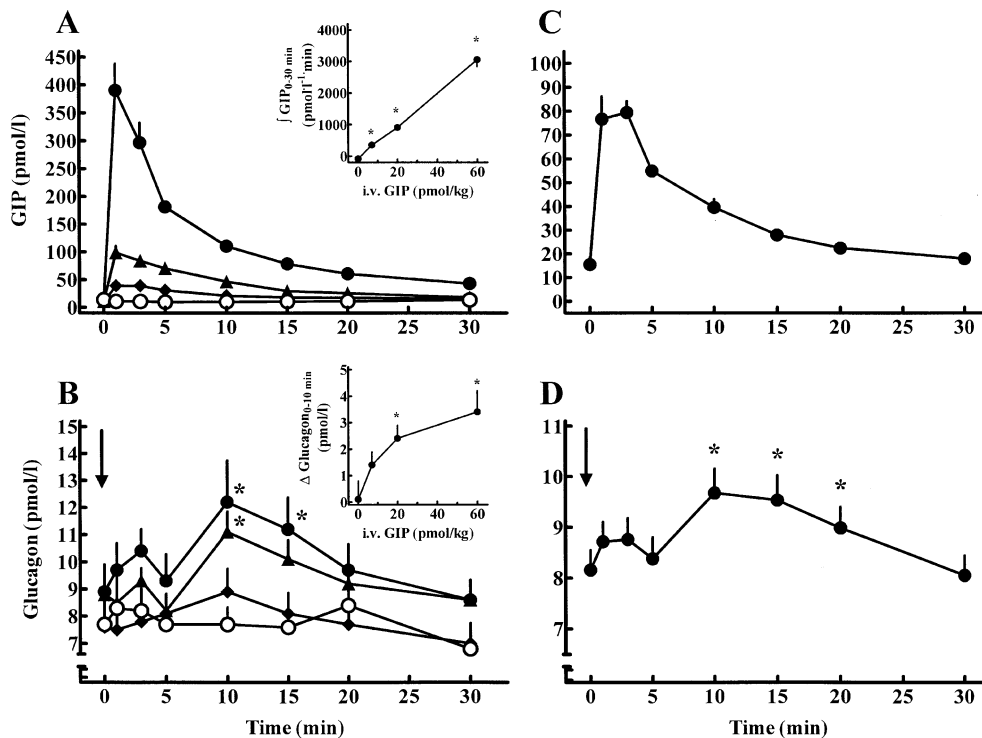 A
GIP (pmol/l)
450
400
350
300
250
200
150
100
50
0
0 5 10 15 20 25 30
∫ GIP0-30 min
(pmol·l-1·min)
4000
3000
2000
1000
0
* * *
0 20 40 60
i.v. GIP (pmol/kg)
C
100
90
80
70
60
50
40
30
20
10
0
0 5 10 15 20 25 30
B
Glucagon (pmol/l)
15
14
13
12
11
10
9
8
7
* * *
0 5 10 15 20 25 30
Time (min)
Δ Glucagon0-10 min
(pmol/l)
5
4
3
2
1
0
* *
0 20 40 60
i.v. GIP (pmol/kg)
D
11
10
9
8
7
* * *
0 5 10 15 20 25 30
Time (min)